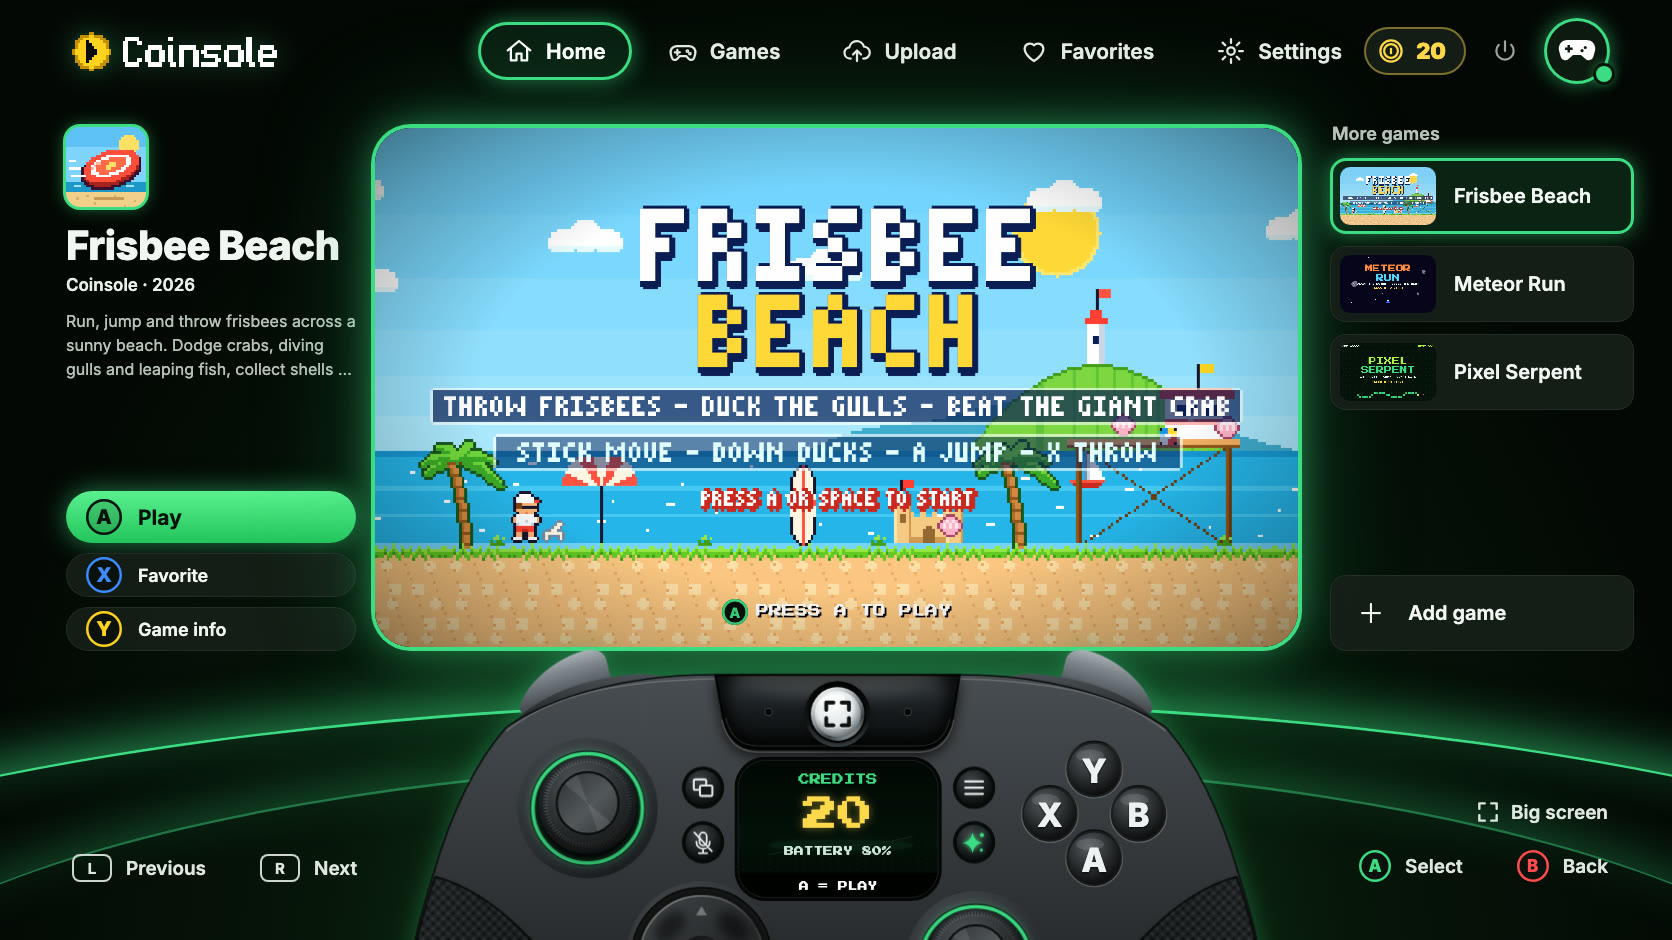 Coinsole
Home
Games
Upload
Favorites
Settings
20
Frisbee Beach
Coinsole · 2026
Run, jump and throw frisbees across a
sunny beach. Dodge crabs, diving
gulls and leaping fish, collect shells ...
A Play
X Favorite
Y Game info
FRISBEE
BEACH
THROW FRISBEES - DUCK THE GULLS - BEAT THE GIANT CRAB
STICK MOVE - DOWN DUCKS - A JUMP - X THROW
PRESS A OR SPACE TO START
A PRESS A TO PLAY
More games
FRISBEE
BEACH
Frisbee Beach
METEOR
RUN
Meteor Run
PIXEL
SERPENT
Pixel Serpent
Add game
CREDITS
20
BATTERY 80%
A = PLAY
Y
X
B
A
L Previous
R Next
Big screen
A Select
B Back